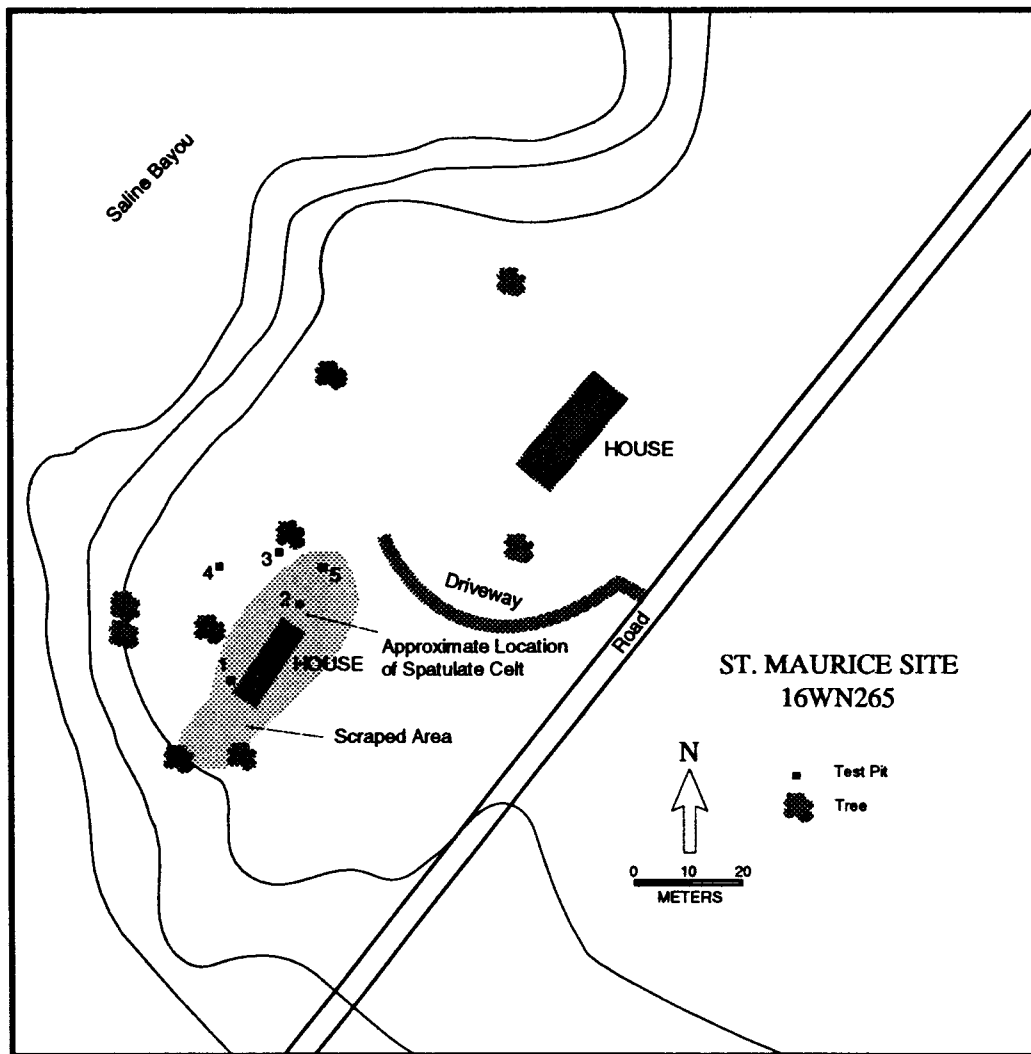 Saline Bayou
HOUSE
3
4
5
Driveway
2
Road
Approximate Location
of Spatulate Celt
1
HOUSE
ST. MAURICE SITE
16WN265
Scraped Area
N
Test Pit
Tree
0 10 20
METERS